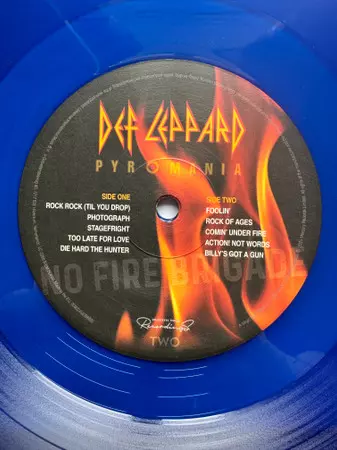 DEF LEPPARD
PYROMANIA
SIDE ONE
ROCK ROCK (TIL YOU DROP)
PHOTOGRAPH
STAGEFRIGHT
TOO LATE FOR LOVE
DIE HARD THE HUNTER
SIDE TWO
FOOLIN'
ROCK OF AGES
COMIN' UNDER FIRE
ACTION! NOT WORDS
BILLY'S GOT A GUN
NO FIRE BRIGADE
Recordings
TWO